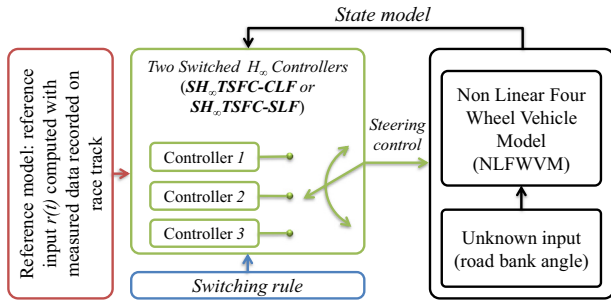 State model
Reference model: reference
input r(t) computed with
measured data recorded on
race track
Two Switched H∞ Controllers
(SH∞TSFC-CLF or
SH∞TSFC-SLF)
Controller 1
Controller 2
Controller 3
Switching rule
Steering
control
Non Linear Four
Wheel Vehicle
Model
(NLFWVM)
Unknown input
(road bank angle)